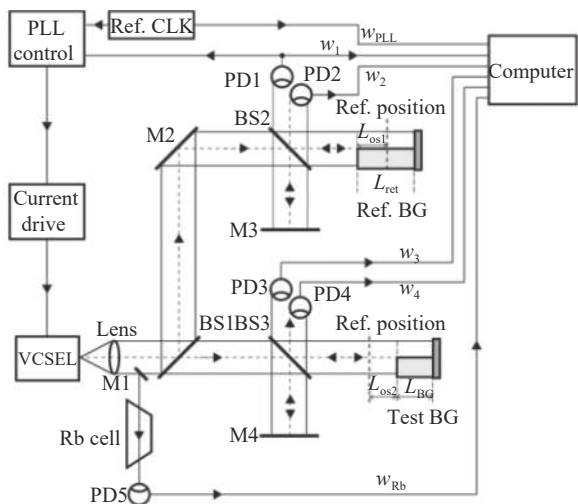 PLL
control
Ref. CLK
w_PLL
w_1
PD1
PD2
w_2
Computer
BS2
Ref. position
M2
L_os1
L_ret
Ref. BG
Current
drive
M3
w_3
PD3
w_4
PD4
Lens
BS1BS3
Ref. position
VCSEL
M1
L_os2
L_BG
Test BG
Rb cell
M4
w_Rb
PD5